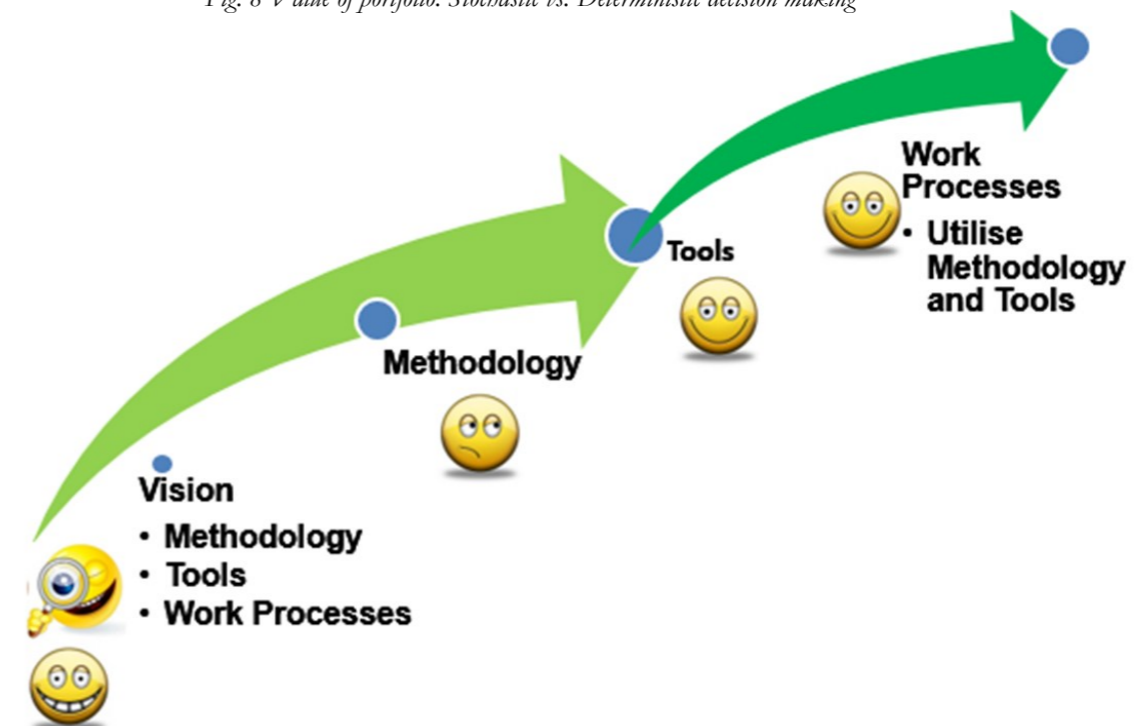 Fig. 8 Value of portfolio. Stochastic vs. Deterministic decision making
Work
Processes
• Utilise
Methodology
and Tools
Tools
Methodology
Vision
• Methodology
• Tools
• Work Processes